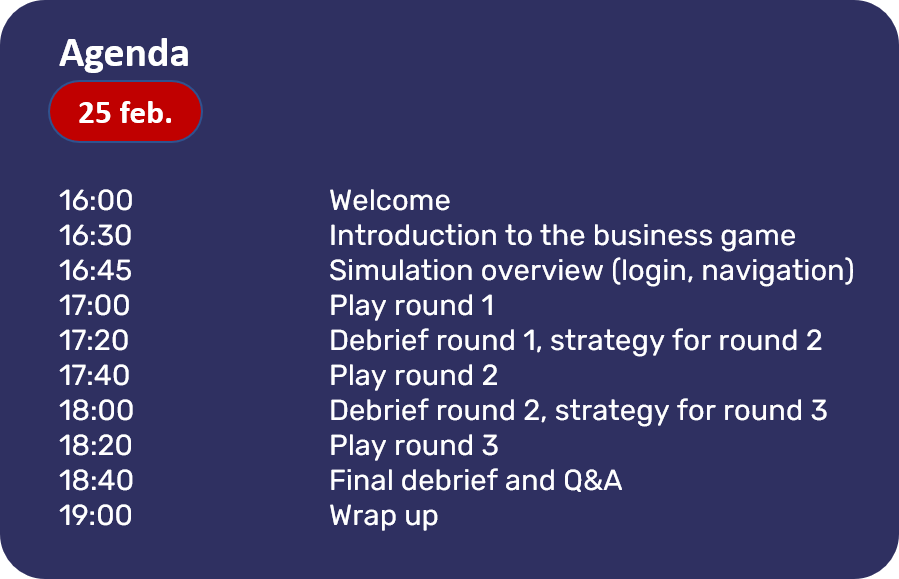 Agenda
25 feb.
16:00 Welcome
16:30 Introduction to the business game
16:45 Simulation overview (login, navigation)
17:00 Play round 1
17:20 Debrief round 1, strategy for round 2
17:40 Play round 2
18:00 Debrief round 2, strategy for round 3
18:20 Play round 3
18:40 Final debrief and Q&A
19:00 Wrap up